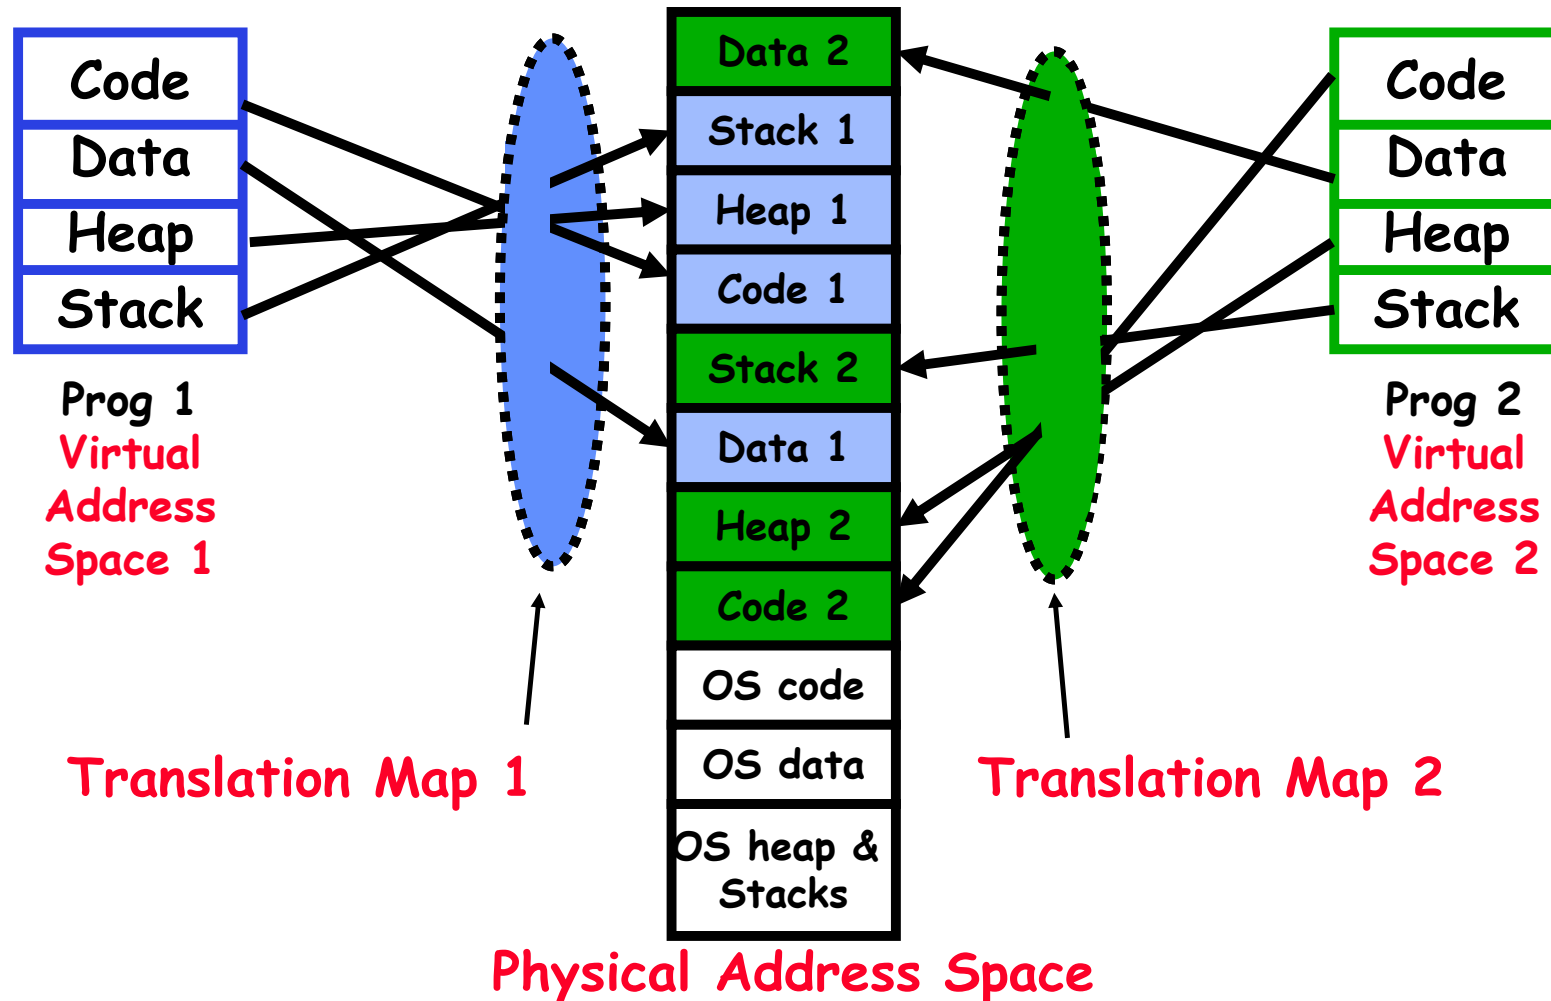 Code
Data
Heap
Stack
Prog 1
Virtual
Address
Space 1
Translation Map 1
Data 2
Stack 1
Heap 1
Code 1
Stack 2
Data 1
Heap 2
Code 2
OS code
OS data
OS heap &
Stacks
Physical Address Space
Code
Data
Heap
Stack
Prog 2
Virtual
Address
Space 2
Translation Map 2